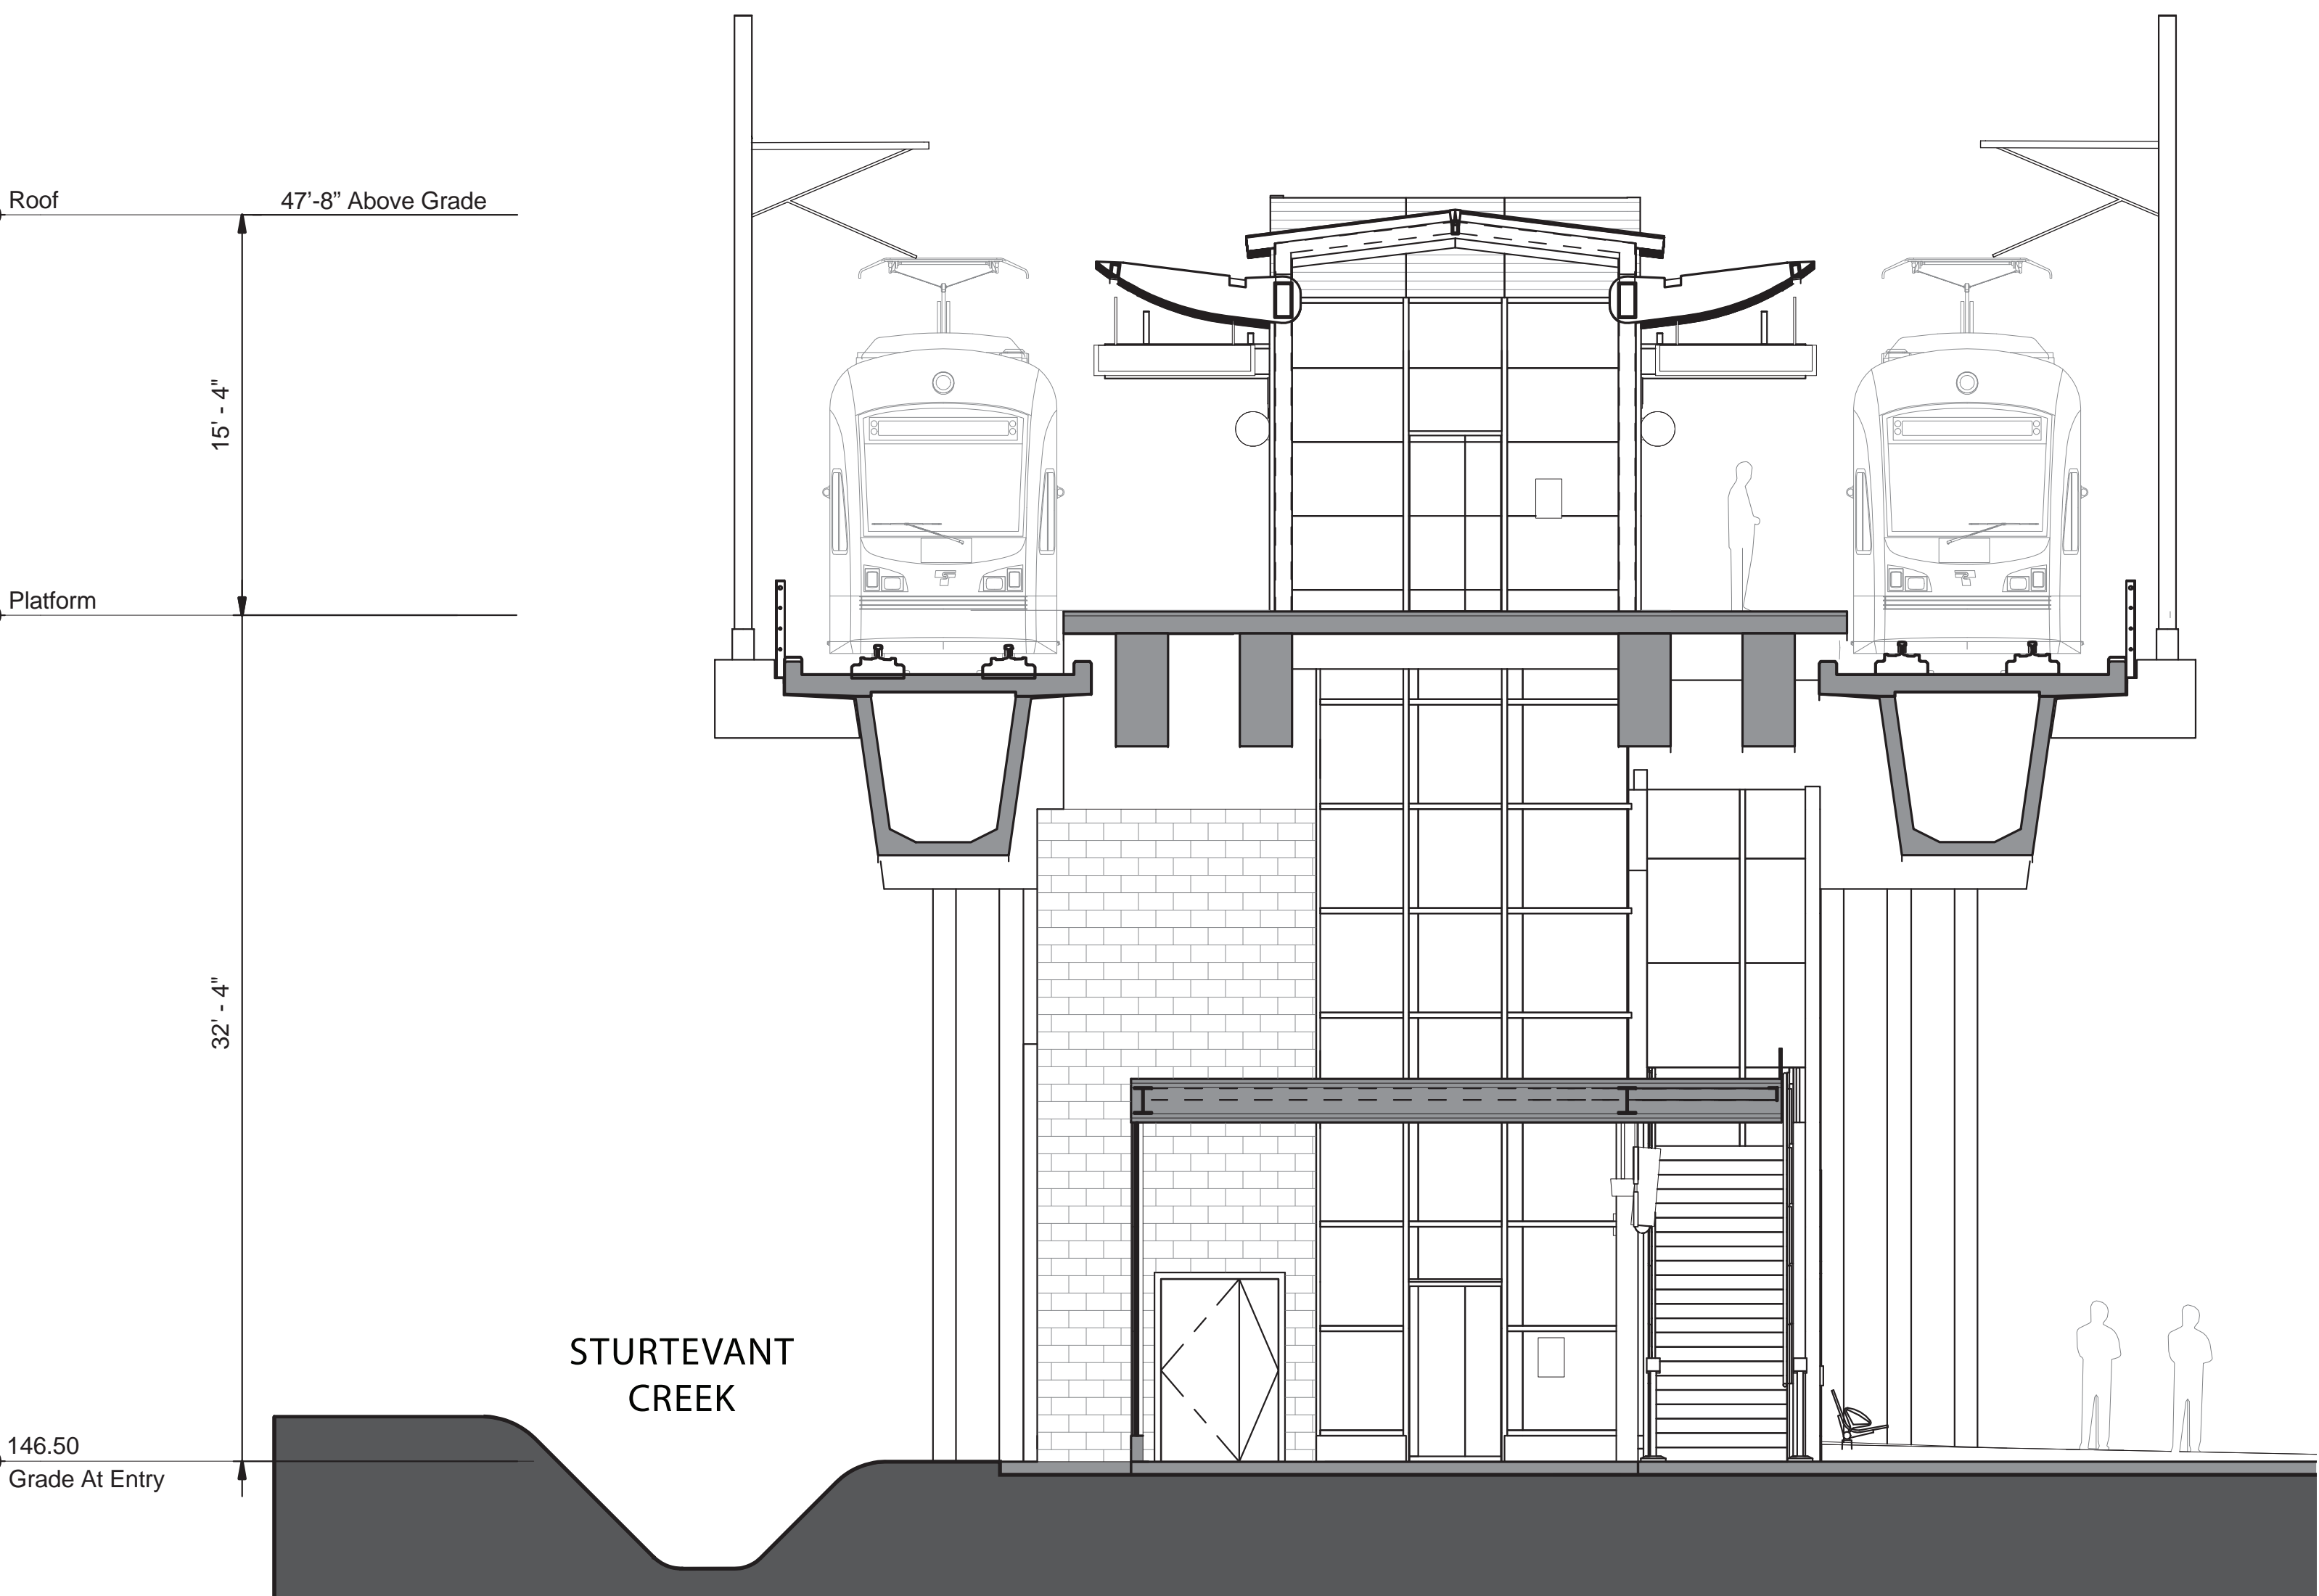 Roof
47’-8” Above Grade
15' - 4"
Platform
32' - 4"
STURTEVANT
CREEK
146.50
Grade At Entry